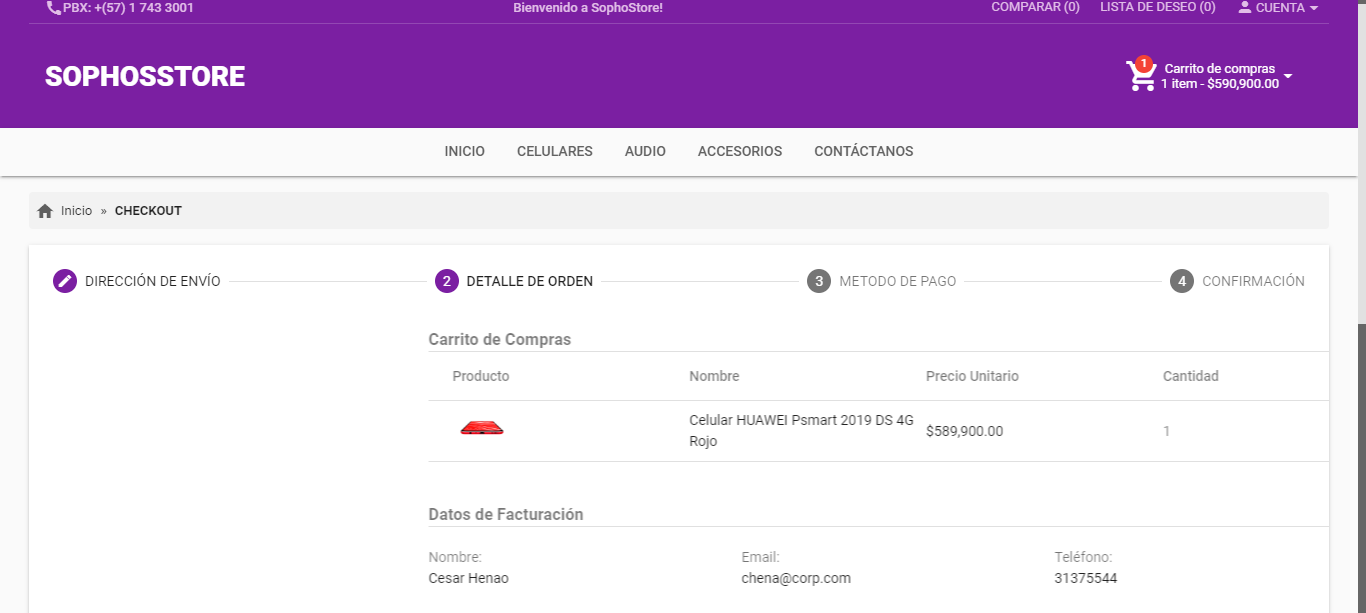 PBX: +(57) 1 743 3001
Bienvenido a SophoStore!
COMPARAR (0)
LISTA DE DESEO (0)
CUENTA
SOPHOSSTORE
1
Carrito de compras
1 item - $590,900.00
INICIO
CELULARES
AUDIO
ACCESORIOS
CONTÁCTANOS
Inicio » CHECKOUT
DIRECCIÓN DE ENVÍO
2 DETALLE DE ORDEN
3 METODO DE PAGO
4 CONFIRMACIÓN
Carrito de Compras
Producto
Nombre
Precio Unitario
Cantidad
Celular HUAWEI Psmart 2019 DS 4G
Rojo
$589,900.00
1
Datos de Facturación
Nombre:
Cesar Henao
Email:
chena@corp.com
Teléfono:
31375544